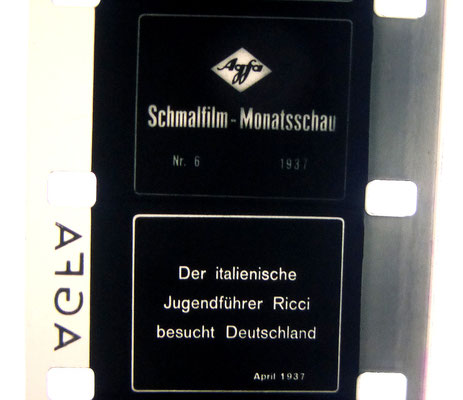 Agfa
Schmalfilm-Monatsschau
Nr. 6 1937
Der italienische
Jugendführer Ricci
besucht Deutschland
April 1937
AGFA